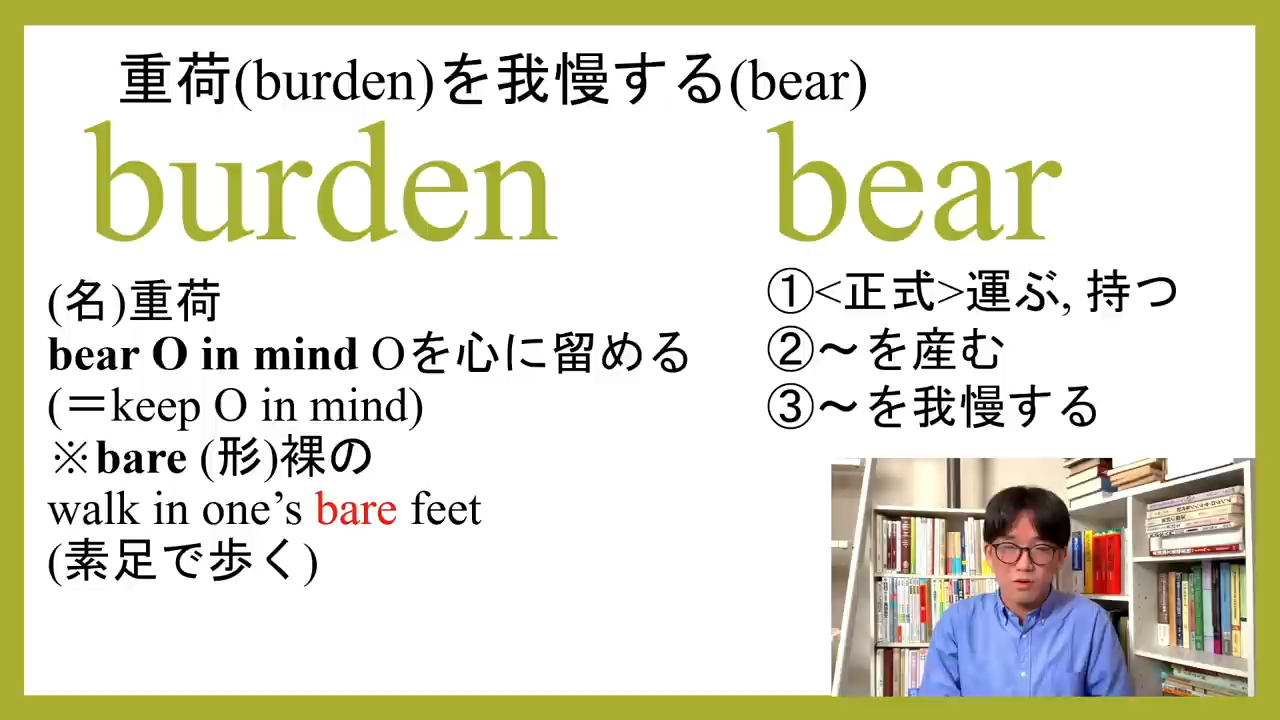 重荷(burden)を我慢する(bear)
burden
bear
(名)重荷
bear O in mind Oを心に留める
(＝keep O in mind)
※bare (形)裸の
walk in one’s bare feet
(素足で歩く)
①<正式>運ぶ, 持つ
②～を産む
③～を我慢する